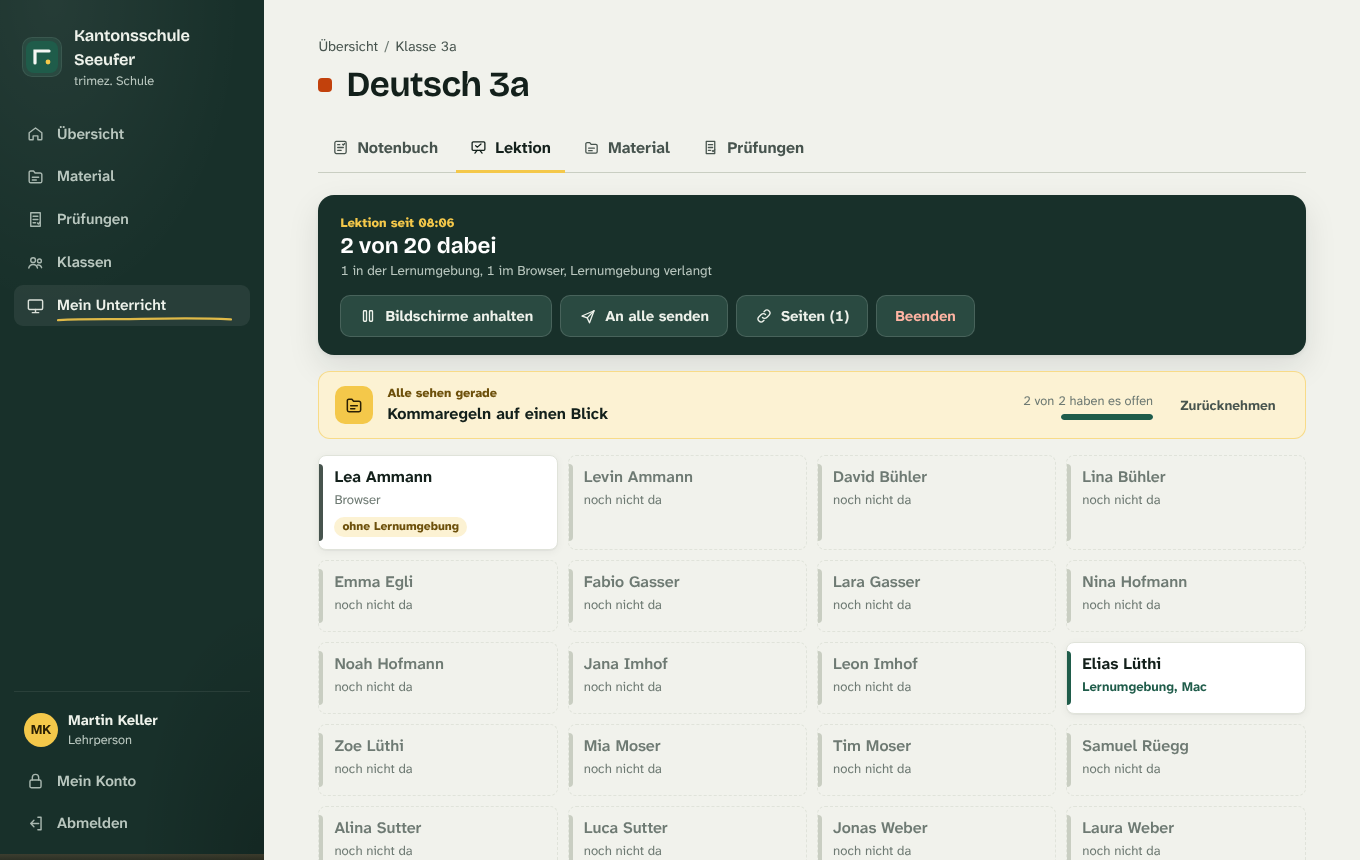 Kantonsschule
Seeufer
trimez. Schule
Übersicht
Material
Prüfungen
Klassen
Mein Unterricht
MK
Martin Keller
Lehrperson
Mein Konto
Abmelden
Übersicht / Klasse 3a
Deutsch 3a
Notenbuch Lektion Material Prüfungen
Lektion seit 08:06
2 von 20 dabei
1 in der Lernumgebung, 1 im Browser, Lernumgebung verlangt
Bildschirme anhalten An alle senden Seiten (1) Beenden
Alle sehen gerade
Kommaregeln auf einen Blick
2 von 2 haben es offen
Zurücknehmen
Lea Ammann
Browser
ohne Lernumgebung
Levin Ammann
noch nicht da
David Bühler
noch nicht da
Lina Bühler
noch nicht da
Emma Egli
noch nicht da
Fabio Gasser
noch nicht da
Lara Gasser
noch nicht da
Nina Hofmann
noch nicht da
Noah Hofmann
noch nicht da
Jana Imhof
noch nicht da
Leon Imhof
noch nicht da
Elias Lüthi
Lernumgebung, Mac
Zoe Lüthi
noch nicht da
Mia Moser
noch nicht da
Tim Moser
noch nicht da
Samuel Rüegg
noch nicht da
Alina Sutter
noch nicht da
Luca Sutter
noch nicht da
Jonas Weber
noch nicht da
Laura Weber
noch nicht da